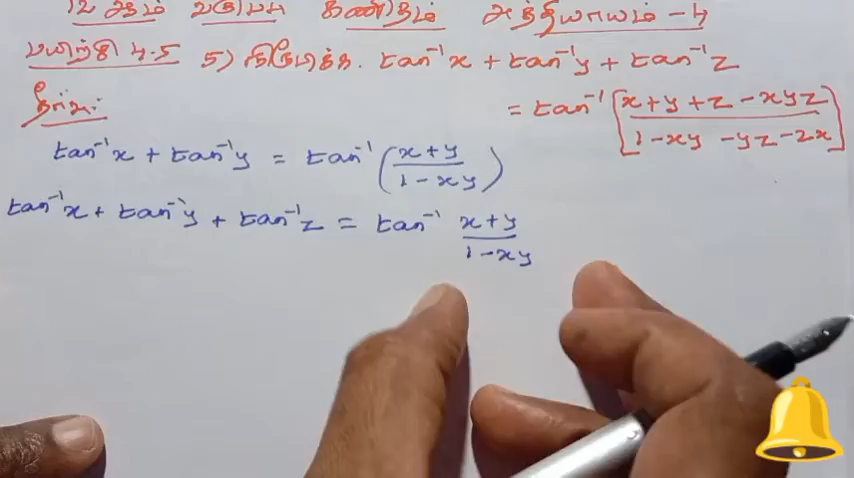 12 ஆம் வகுப்பு கணிதம் அத்தியாயம் - 4
பயிற்சி 4.5 5) நிரூபிக்க. tan⁻¹x + tan⁻¹y + tan⁻¹z
= tan⁻¹ [(x+y+z-xyz)/(1-xy-yz-zx)]
தீர்வு:
tan⁻¹x + tan⁻¹y = tan⁻¹ ((x+y)/(1-xy))
tan⁻¹x + tan⁻¹y + tan⁻¹z = tan⁻¹ (x+y)/(1-xy)